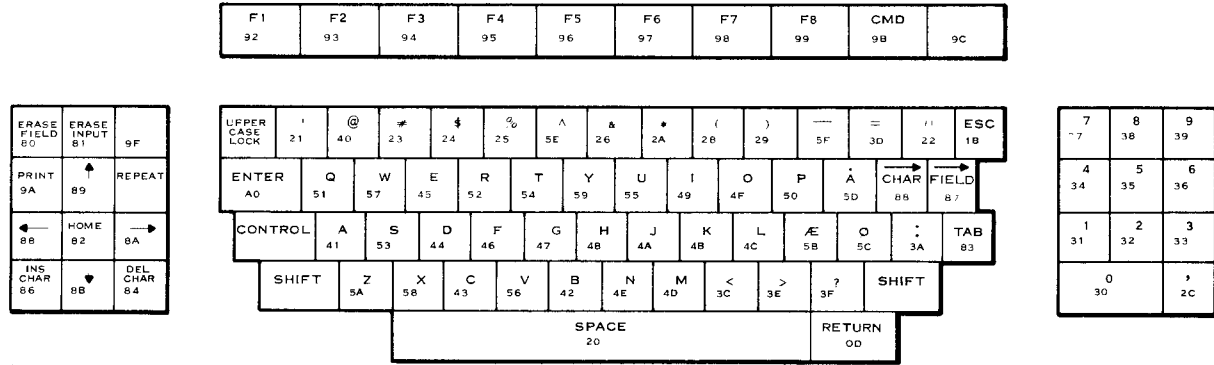 F1 F2 F3 F4 F5 F6 F7 F8 CMD
92 93 94 95 96 97 98 99 9B 9C
ERASE FIELD 80
ERASE INPUT 81
9F
PRINT 9A
↑ 89
REPEAT
← 88
HOME 82
→ 8A
INS CHAR 86
▼ 8B
DEL CHAR 84
UPPER CASE LOCK
! @ # $ % ^ & * ( ) — = " ESC
21 40 23 24 25 5E 26 2A 28 29 5F 3D 22 1B
ENTER Q W E R T Y U I O P Å → CHAR → FIELD
A0 51 57 45 52 54 59 55 49 4F 50 5D 88 87
CONTROL A S D F G H J K L Æ O : TAB
41 53 44 46 47 48 4A 4B 4C 5B 5C 3A 83
SHIFT Z X C V B N M < > ? SHIFT
5A 58 43 56 42 4E 4D 3C 3E 3F
SPACE RETURN
20 0D
7 8 9
38 39
4 5 6
34 35 36
1 2 3
31 32 33
0 ,
30 2C